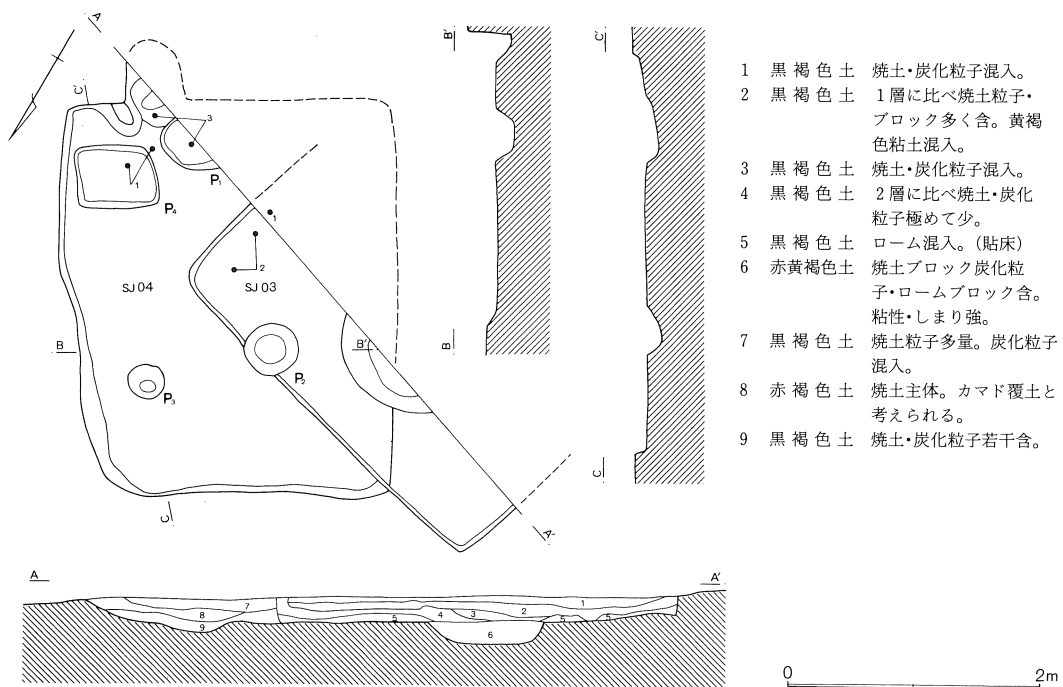 A
B'
C'
C'
3
1
P₁
P₄
1
2
SJ04
SJ03
B
B'
P₂
P₃
B
C
C
A'
1 黒褐色土 焼土・炭化粒子混入。
2 黒褐色土 1層に比べ焼土粒子・
ブロック多く含。黄褐
色粘土混入。
3 黒褐色土 焼土・炭化粒子混入。
4 黒褐色土 2層に比べ焼土・炭化
粒子極めて少。
5 黒褐色土 ローム混入。(貼床)
6 赤黄褐色土 焼土ブロック炭化粒
子・ロームブロック含。
粘性・しまり強。
7 黒褐色土 焼土粒子多量。炭化粒子
混入。
8 赤褐色土 焼土主体。カマド覆土と
考えられる。
9 黒褐色土 焼土・炭化粒子若干含。
A
A'
7
1
8
5
4
3
2
5
5
9
6
0
2m